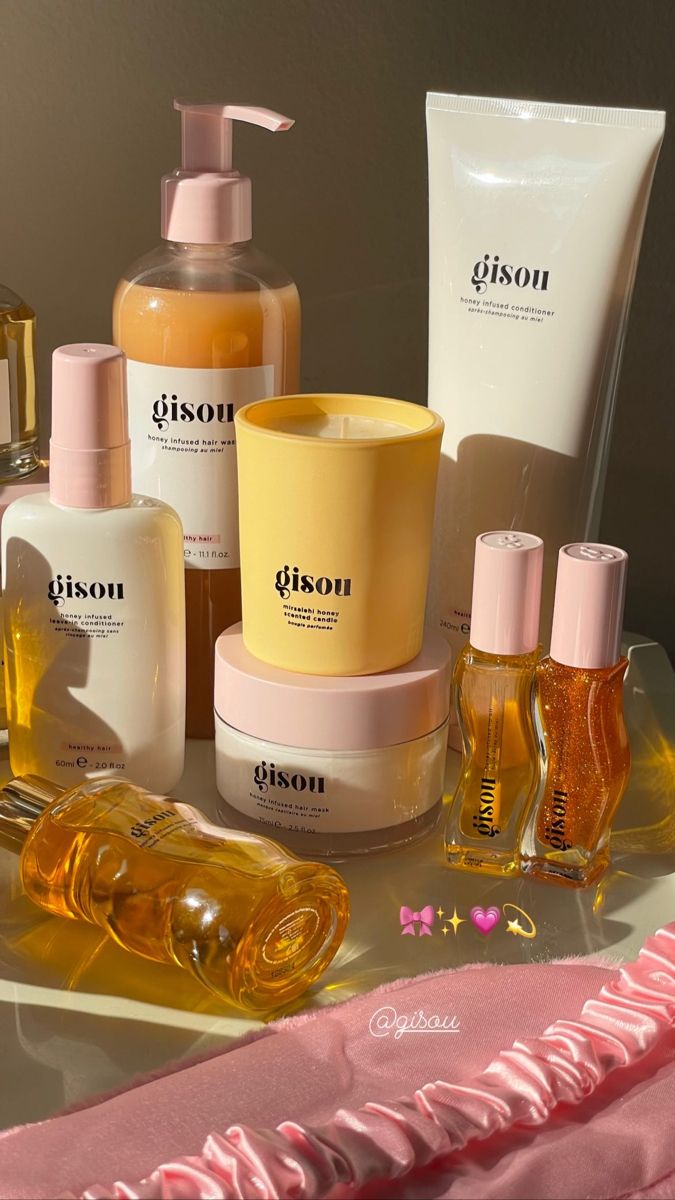 gisou
honey infused conditioner
après-shampooing au miel
240ml e
gisou
honey infused hair was
shampooing au miel
lthy hair
e - 11.1 fl.oz.
gisou
mirsalehi honey
scented candle
bougie parfumée
gisou
honey infused
leave-in conditioner
après-shampooing sans
rinçage au miel
healthy hair
60ml e - 2.0 fl.oz
gisou
honey infused hair mask
masque capillaire au miel
75ml e - 2.5 fl.oz
gisou
gisou
gisou
🎀✨💗💫
@gisou